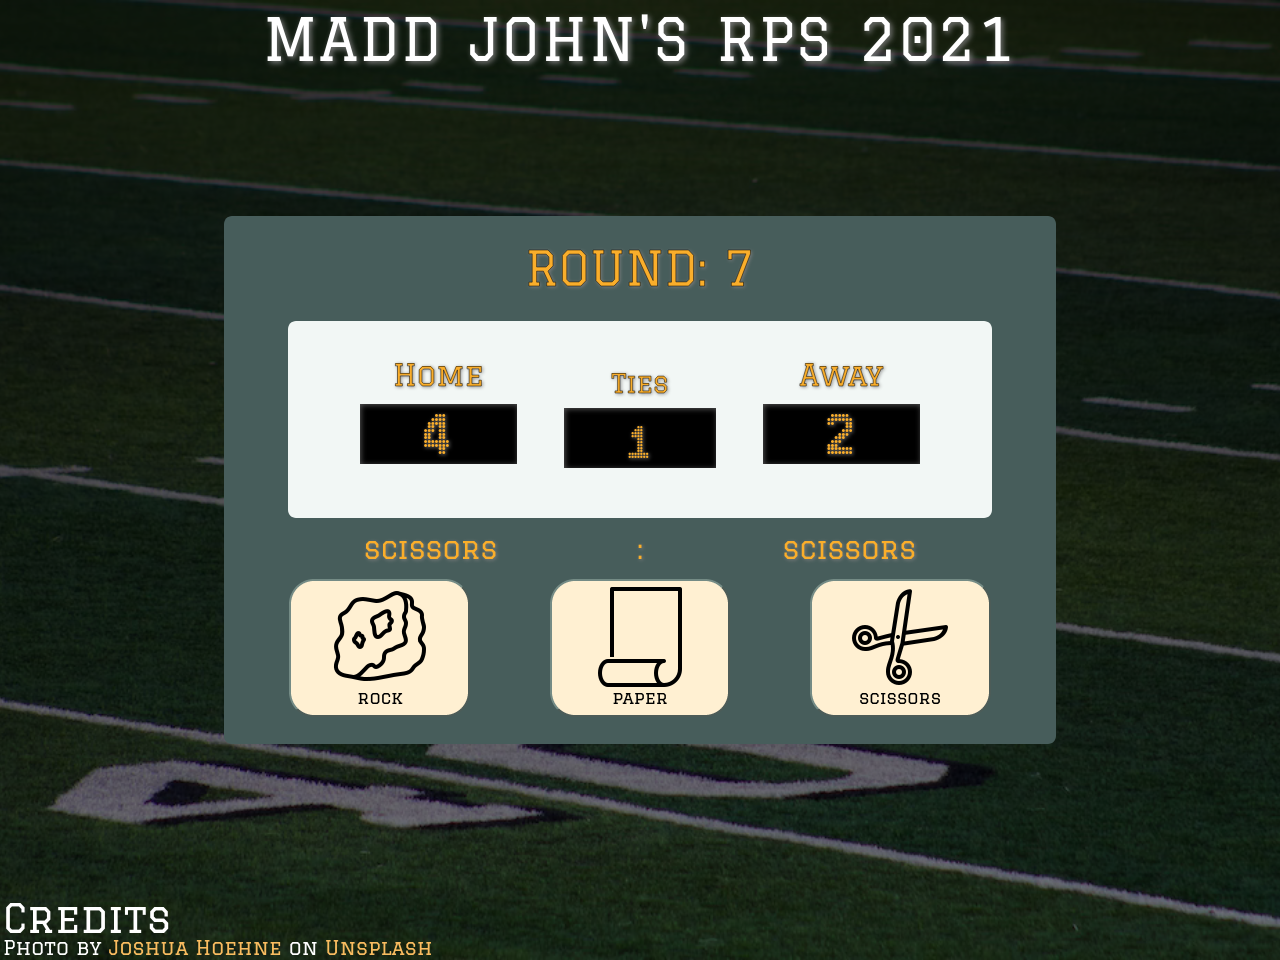 MADD JOHN'S RPS 2021
ROUND: 7
Home Ties Away
4 1 2
SCISSORS : SCISSORS
ROCK PAPER SCISSORS
Credits
Photo by Joshua Hoehne on Unsplash